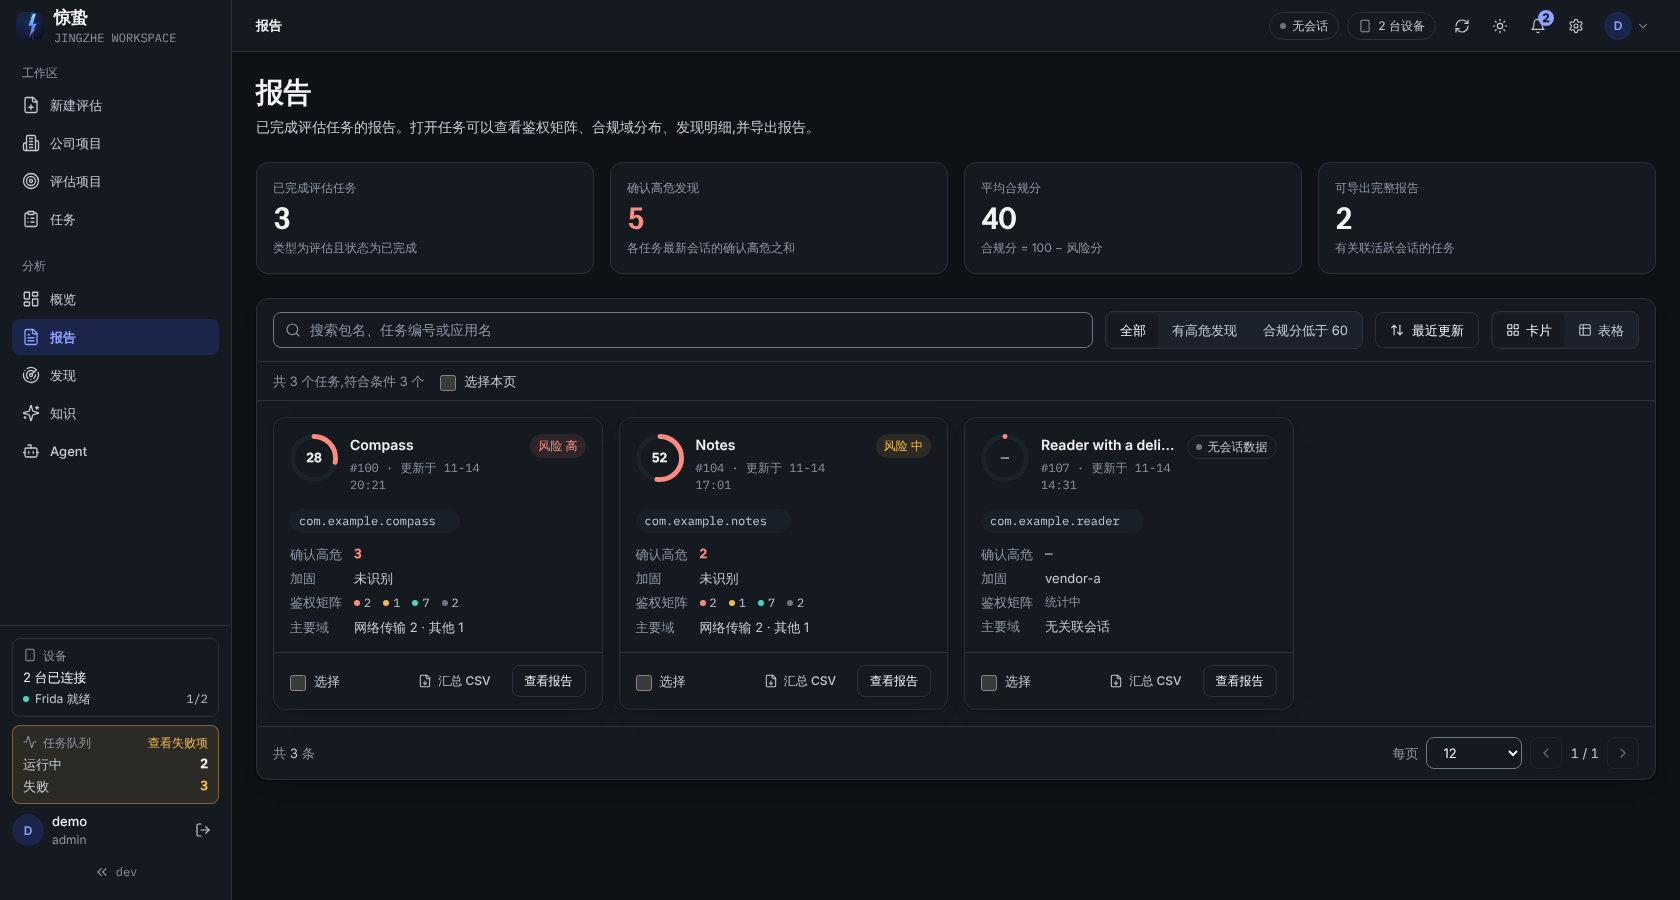 惊蛰
JINGZHE WORKSPACE
工作区
新建评估
公司项目
评估项目
任务
分析
概览
报告
发现
知识
Agent
设备
2 台已连接
Frida 就绪 1/2
任务队列 查看失败项
运行中 2
失败 3
D demo
admin
dev
报告
无会话
2 台设备
2
D
报告
已完成评估任务的报告。打开任务可以查看鉴权矩阵、合规域分布、发现明细,并导出报告。
已完成评估任务
3
类型为评估且状态为已完成
确认高危发现
5
各任务最新会话的确认高危之和
平均合规分
40
合规分 = 100 − 风险分
可导出完整报告
2
有关联活跃会话的任务
搜索包名、任务编号或应用名
全部 有高危发现 合规分低于 60
最近更新
卡片 表格
共 3 个任务,符合条件 3 个 选择本页
28
Compass
风险 高
#100 · 更新于 11-14
20:21
com.example.compass
确认高危 3
加固 未识别
鉴权矩阵 2 1 7 2
主要域 网络传输 2 · 其他 1
选择 汇总 CSV 查看报告
52
Notes
风险 中
#104 · 更新于 11-14
17:01
com.example.notes
确认高危 2
加固 未识别
鉴权矩阵 2 1 7 2
主要域 网络传输 2 · 其他 1
选择 汇总 CSV 查看报告
–
Reader with a deli...
无会话数据
#107 · 更新于 11-14
14:31
com.example.reader
确认高危 –
加固 vendor-a
鉴权矩阵 统计中
主要域 无关联会话
选择 汇总 CSV 查看报告
共 3 条
每页 12 1 / 1